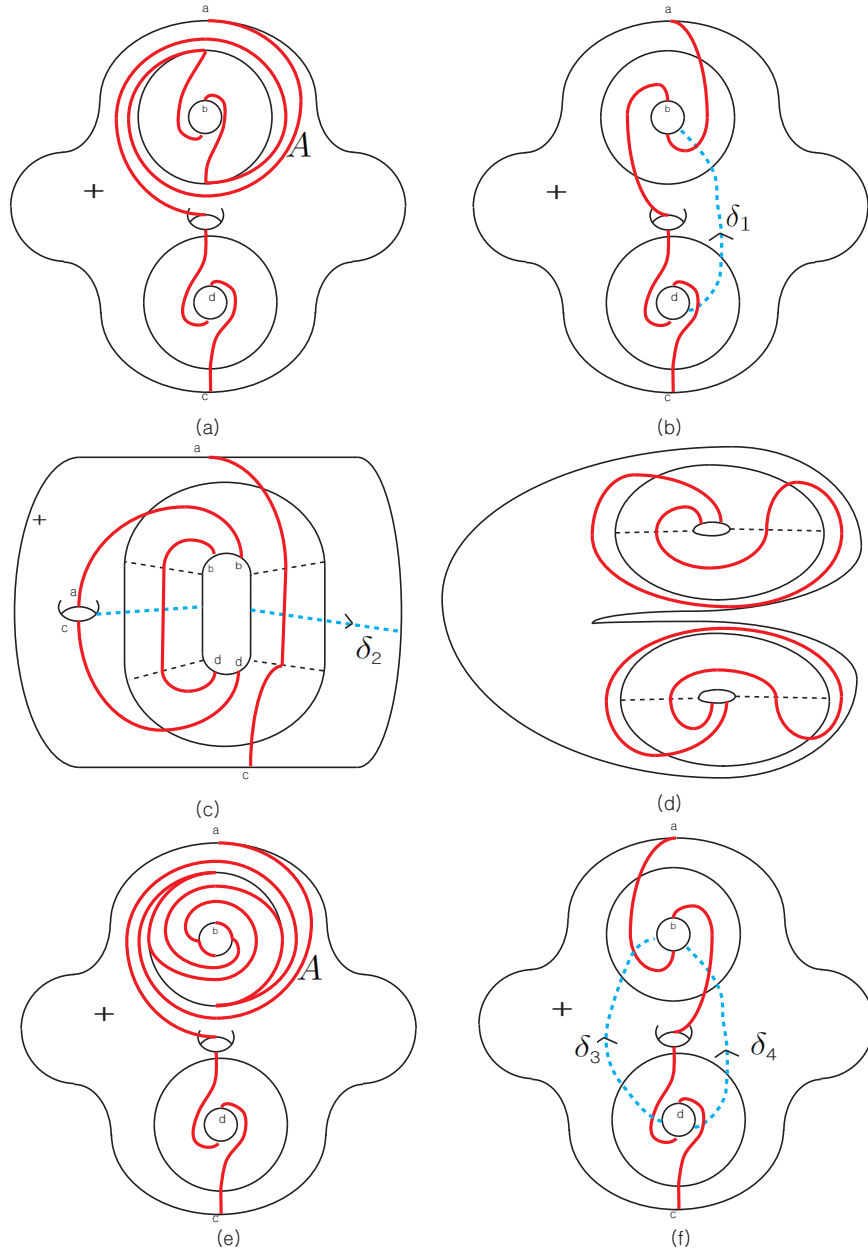 a
b
A
+
d
c
(a)
a
b
+
δ₁
d
c
(b)
a
+
b b
a
c
δ₂
d d
c
(c)
(d)
a
b
A
+
d
c
(e)
a
b
+
δ₃ δ₄
d
(f)
c